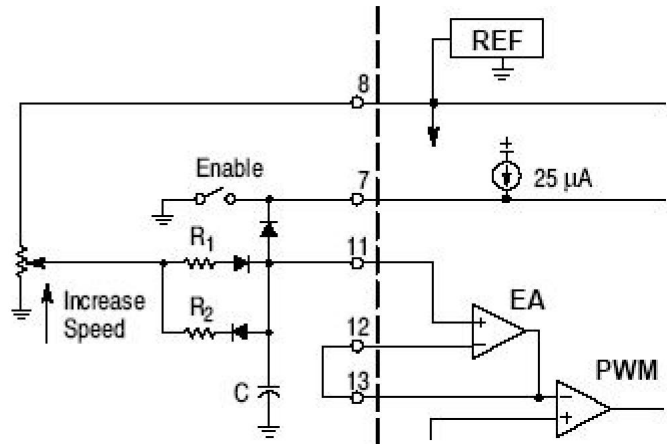 REF
8
Enable
7
25 µA
R1
11
Increase
Speed
R2
EA
12
13
C
PWM